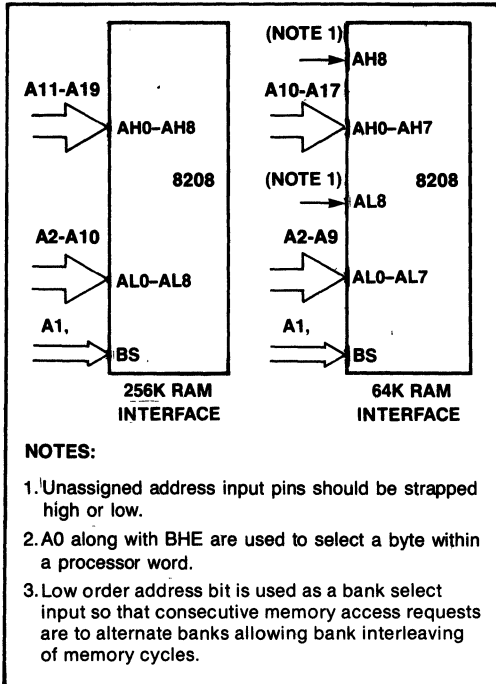 A11-A19
AH0–AH8
8208
A2-A10
AL0–AL8
A1,
BS
256K RAM
INTERFACE
(NOTE 1)
AH8
A10-A17
AH0–AH7
(NOTE 1)
8208
AL8
A2-A9
AL0–AL7
A1,
BS
64K RAM
INTERFACE
NOTES:
1. Unassigned address input pins should be strapped
high or low.
2. A0 along with BHE are used to select a byte within
a processor word.
3. Low order address bit is used as a bank select
input so that consecutive memory access requests
are to alternate banks allowing bank interleaving
of memory cycles.